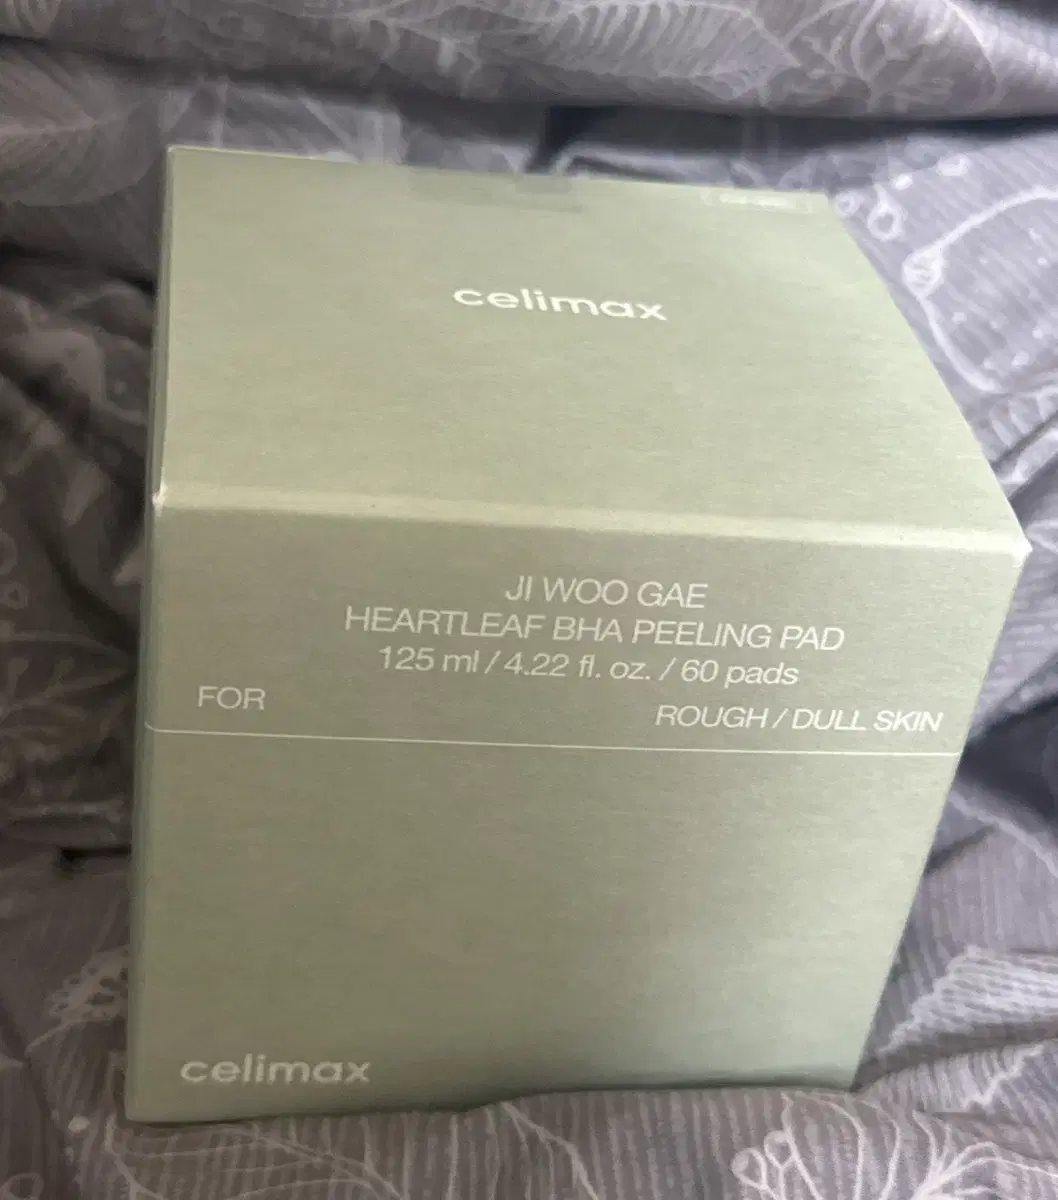 celimax
JI WOO GAE
HEARTLEAF BHA PEELING PAD
125 ml / 4.22 fl. oz. / 60 pads
FOR
ROUGH / DULL SKIN
celimax